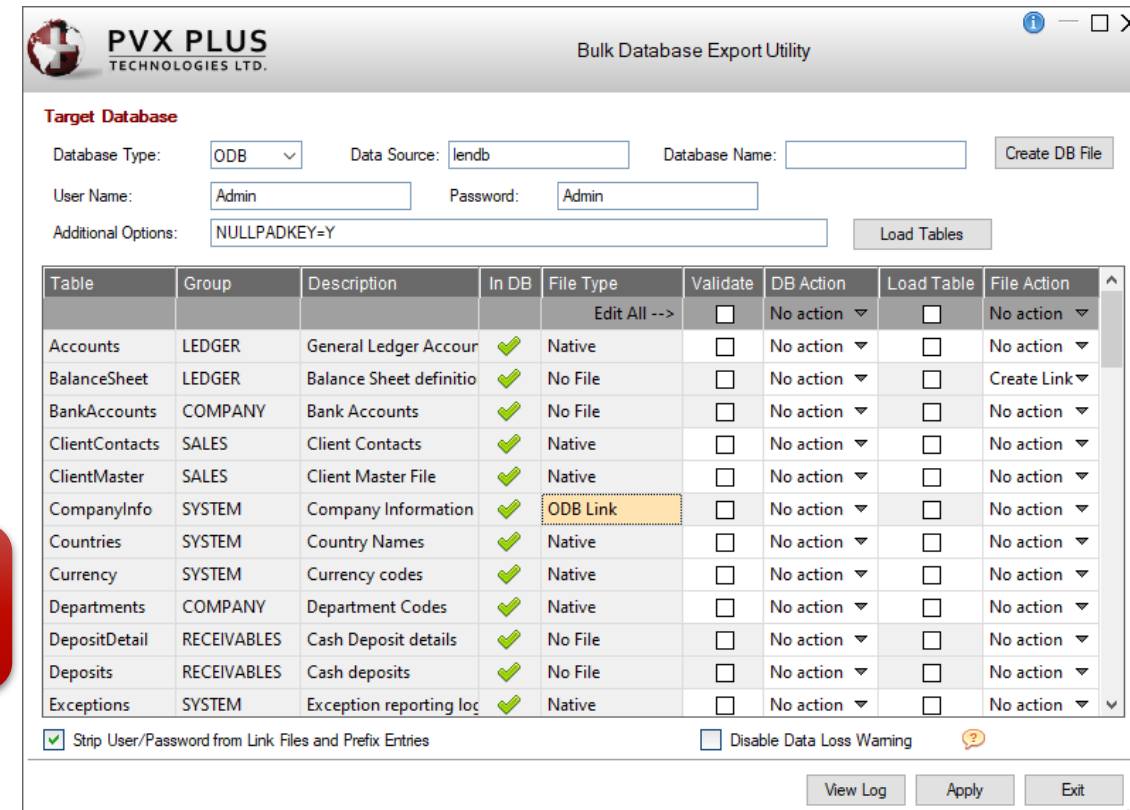 PVX PLUS
TECHNOLOGIES LTD.
Bulk Database Export Utility
Target Database
Database Type: ODB Data Source: lendb Database Name: Create DB File
User Name: Admin Password: Admin
Additional Options: NULLPADKEY=Y Load Tables
Table Group Description In DB File Type Validate DB Action Load Table File Action
Edit All --> No action No action
Accounts LEDGER General Ledger Accour Native No action No action
BalanceSheet LEDGER Balance Sheet definitio No File No action Create Link
BankAccounts COMPANY Bank Accounts No File No action No action
ClientContacts SALES Client Contacts Native No action No action
ClientMaster SALES Client Master File Native No action No action
CompanyInfo SYSTEM Company Information ODB Link No action No action
Countries SYSTEM Country Names Native No action No action
Currency SYSTEM Currency codes Native No action No action
Departments COMPANY Department Codes Native No action No action
DepositDetail RECEIVABLES Cash Deposit details No File No action No action
Deposits RECEIVABLES Cash deposits No File No action No action
Exceptions SYSTEM Exception reporting log Native No action No action
Strip User/Password from Link Files and Prefix Entries Disable Data Loss Warning
View Log Apply Exit